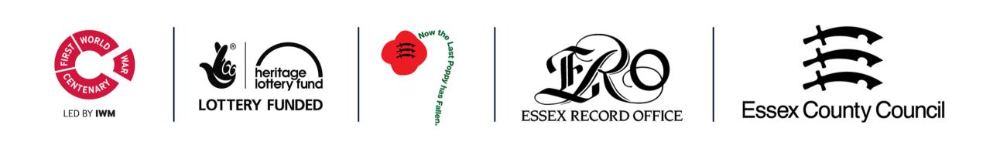 FIRST WORLD WAR CENTENARY
LED BY IWM
®
heritage
lottery fund
LOTTERY FUNDED
Now the Last Poppy has Fallen.
ERO
ESSEX RECORD OFFICE
Essex County Council